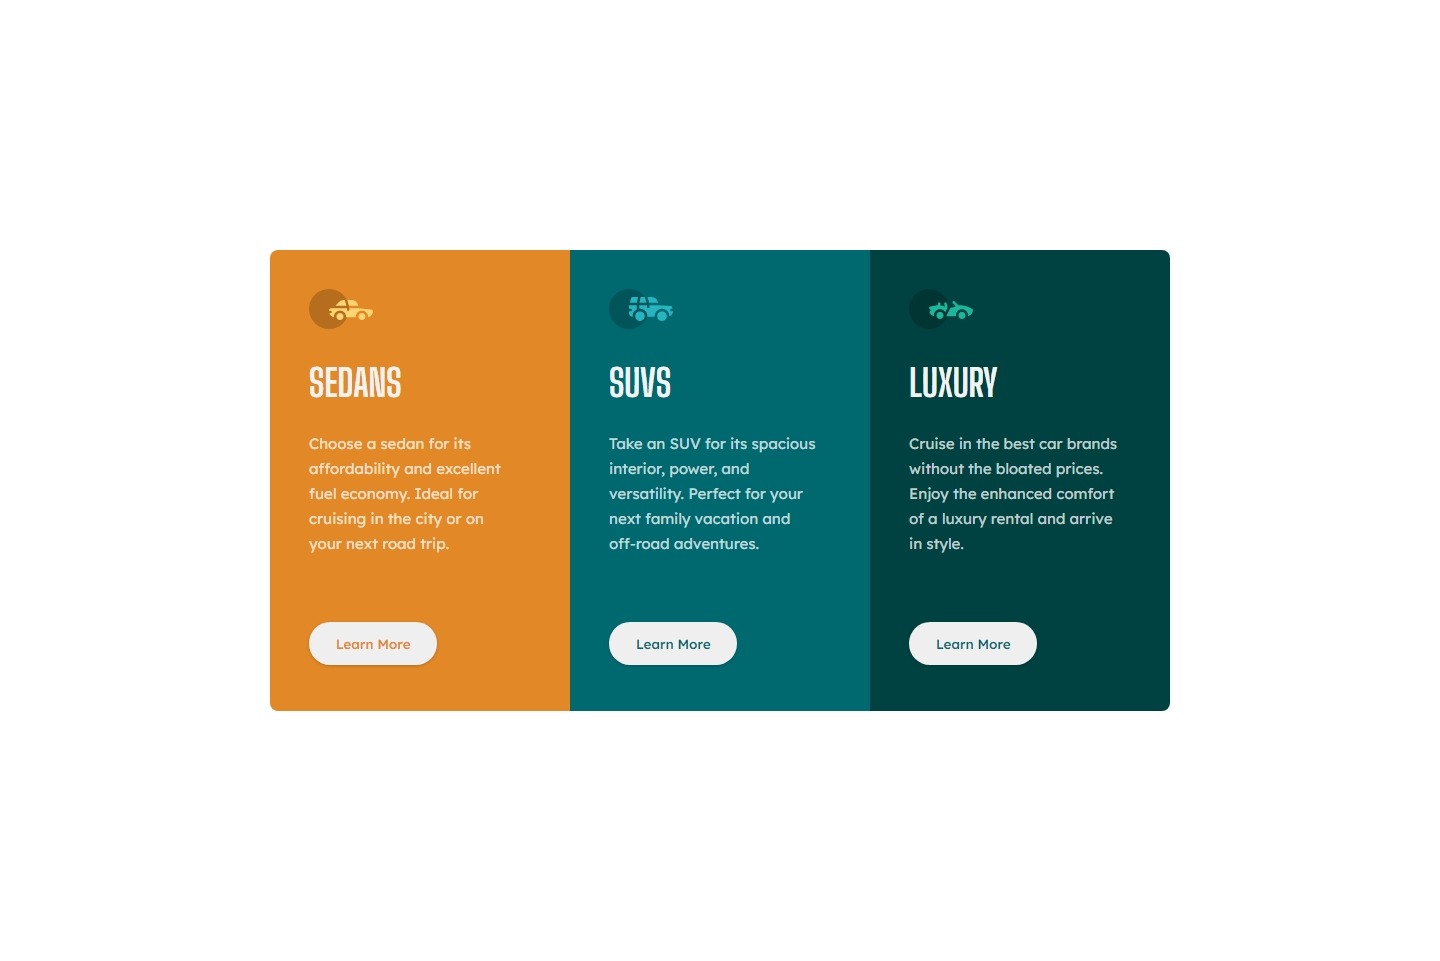 SEDANS
Choose a sedan for its
affordability and excellent
fuel economy. Ideal for
cruising in the city or on
your next road trip.
Learn More
SUVS
Take an SUV for its spacious
interior, power, and
versatility. Perfect for your
next family vacation and
off-road adventures.
Learn More
LUXURY
Cruise in the best car brands
without the bloated prices.
Enjoy the enhanced comfort
of a luxury rental and arrive
in style.
Learn More